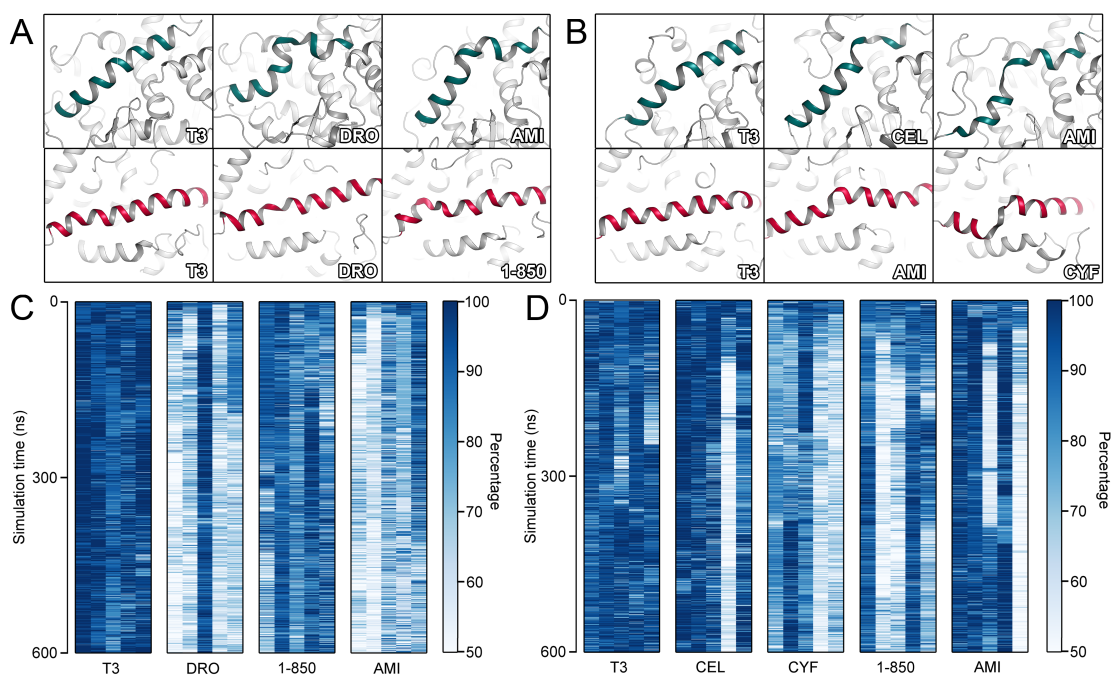 A
B
T3
DRO
AMI
T3
CEL
AMI
T3
DRO
1-850
T3
AMI
CYF
C
D
0
300
600
Simulation time (ns)
T3
DRO
1-850
AMI
100
90
80
70
60
50
Percentage
0
300
600
Simulation time (ns)
T3
CEL
CYF
1-850
AMI
100
90
80
70
60
50
Percentage